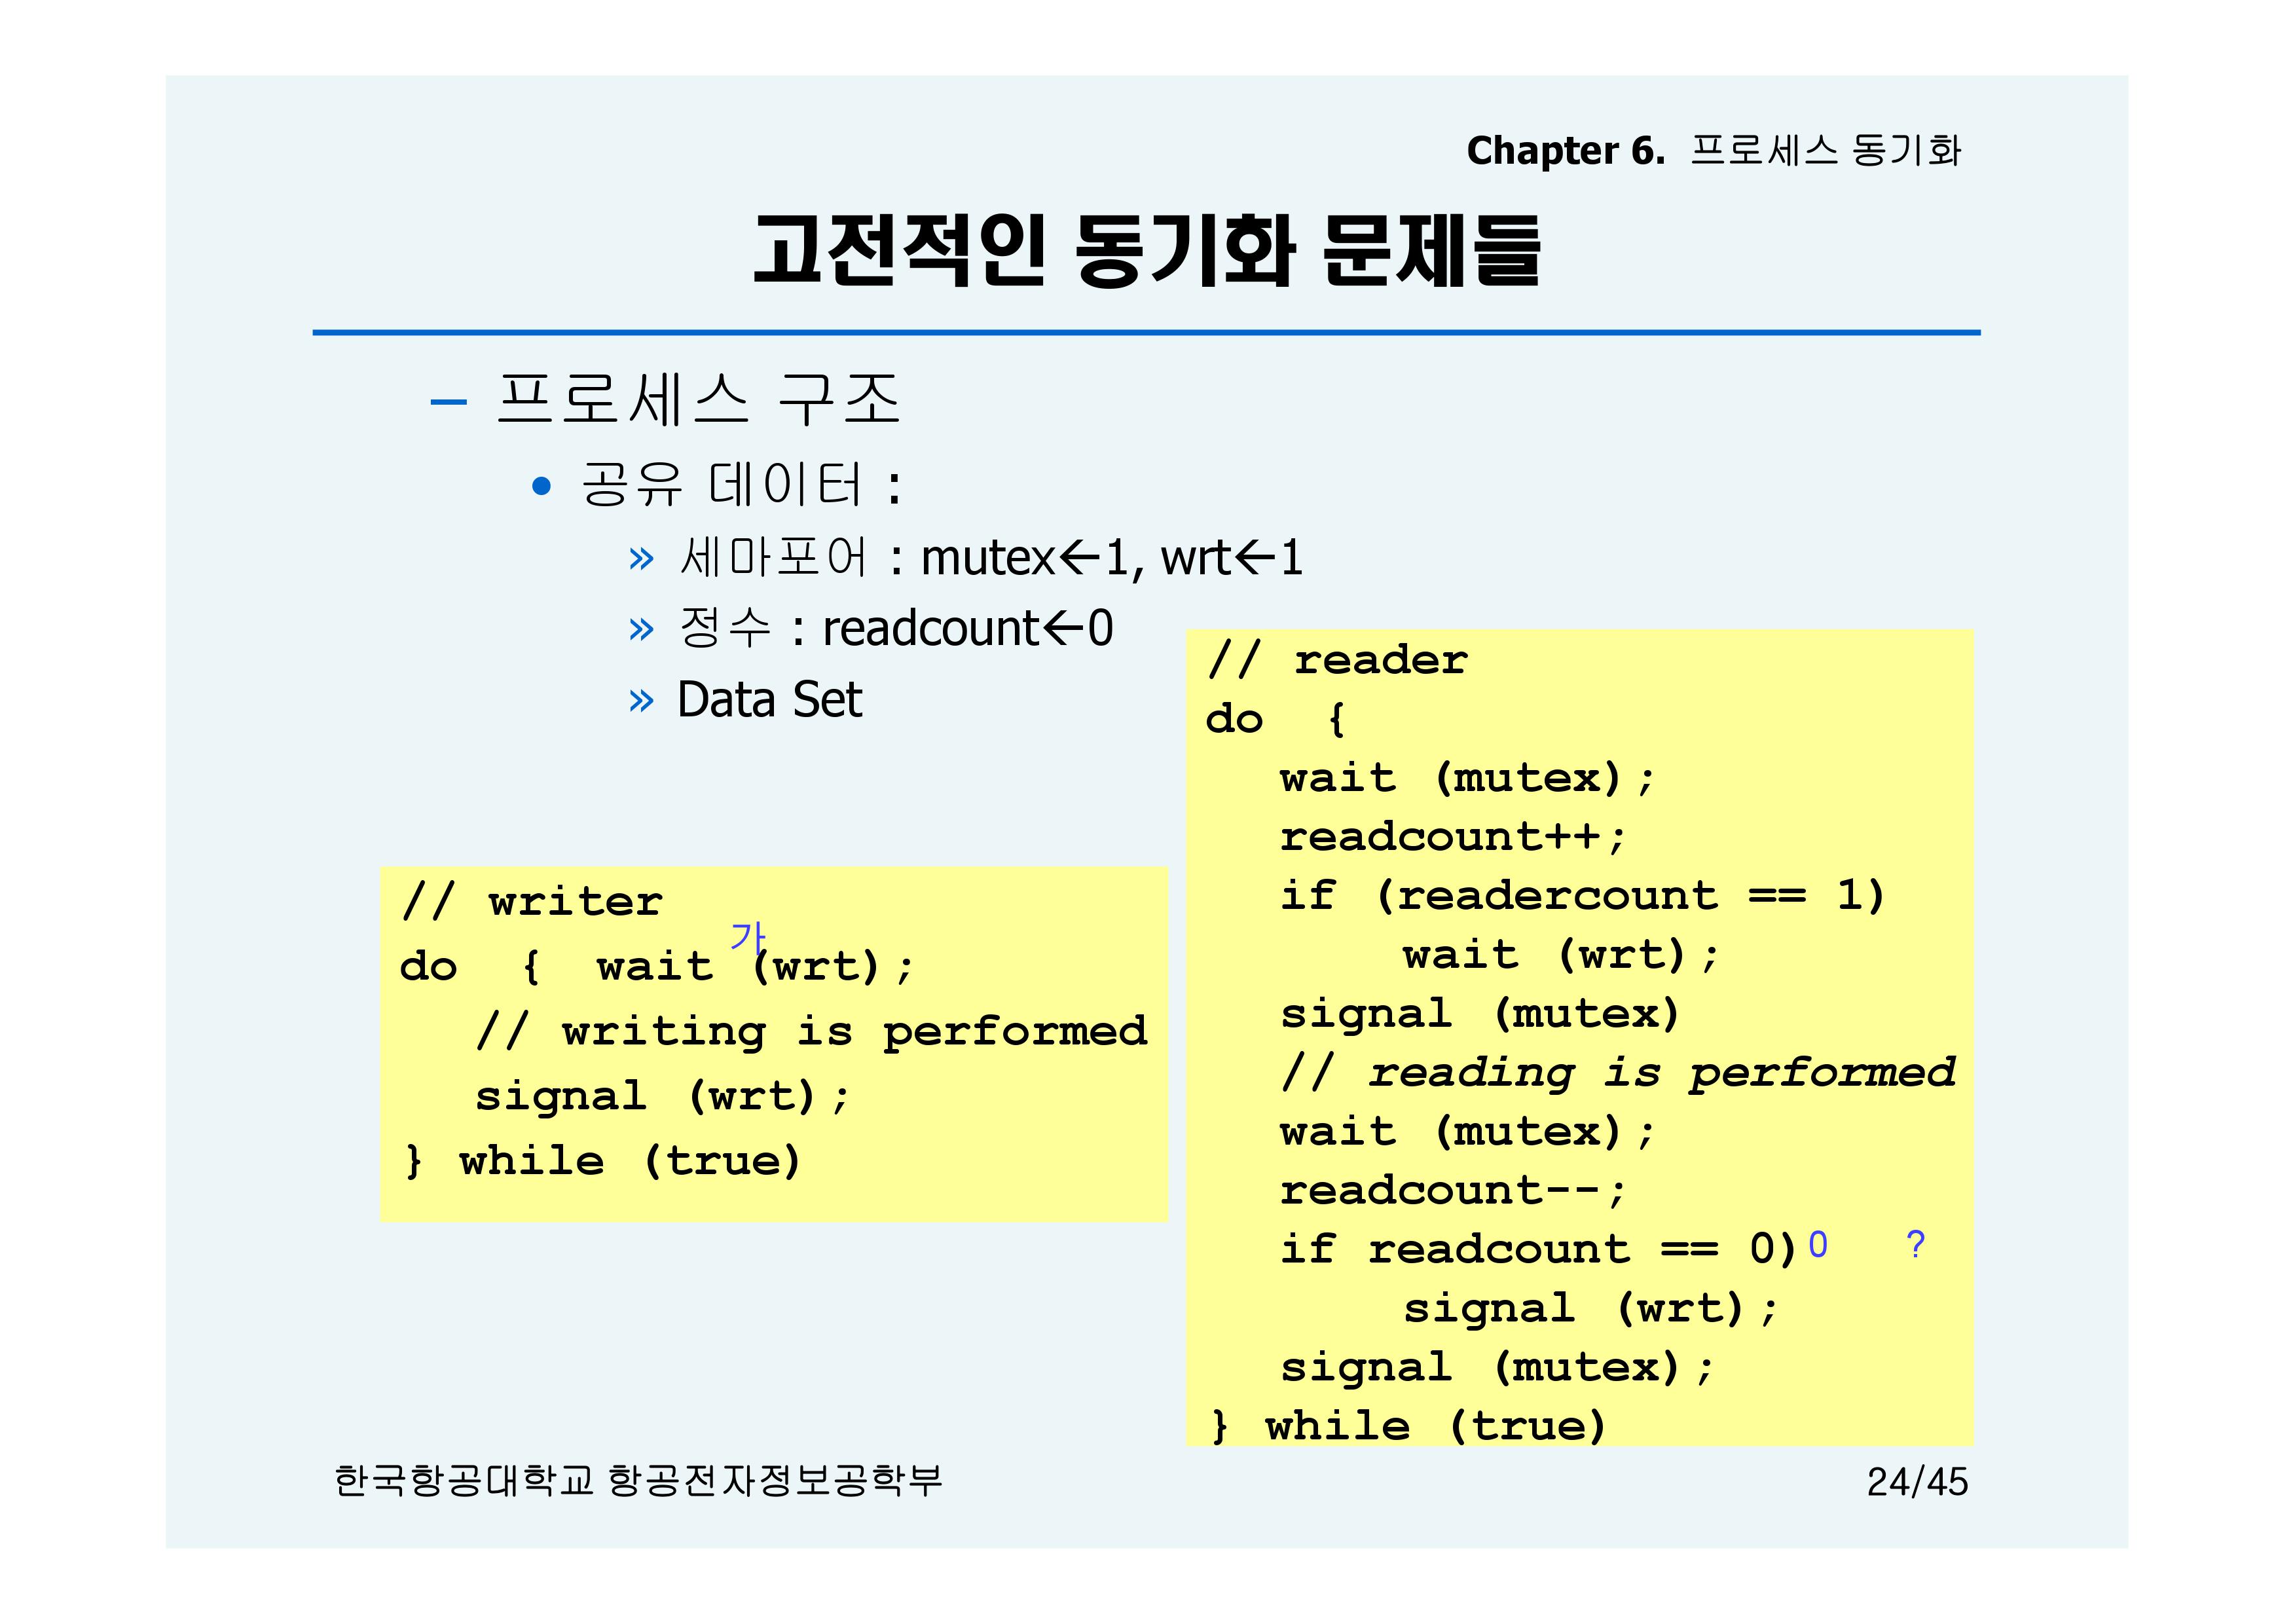 Chapter 6. 프로세스 동기화
고전적인 동기화 문제들
– 프로세스 구조
• 공유 데이터 :
» 세마포어 : mutex←1, wrt←1
» 정수 : readcount←0
» Data Set
// writer
가
do { wait (wrt);
// writing is performed
signal (wrt);
} while (true)
// reader
do {
wait (mutex);
readcount++;
if (readercount == 1)
wait (wrt);
signal (mutex)
// reading is performed
wait (mutex);
readcount--;
if readcount == 0) 0 ?
signal (wrt);
signal (mutex);
} while (true)
한국항공대학교 항공전자정보공학부
24/45